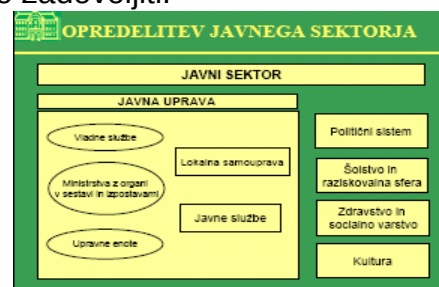 OPREDELITEV JAVNEGA SEKTORJA
JAVNI SEKTOR
JAVNA UPRAVA
Vladne službe
Ministrstva z organi
v sestavi in izpostavami
Upravne enote
Lokalna samouprava
Javne službe
Politični sistem
Šolstvo in
raziskovalna sfera
Zdravstvo in
socialno varstvo
Kultura